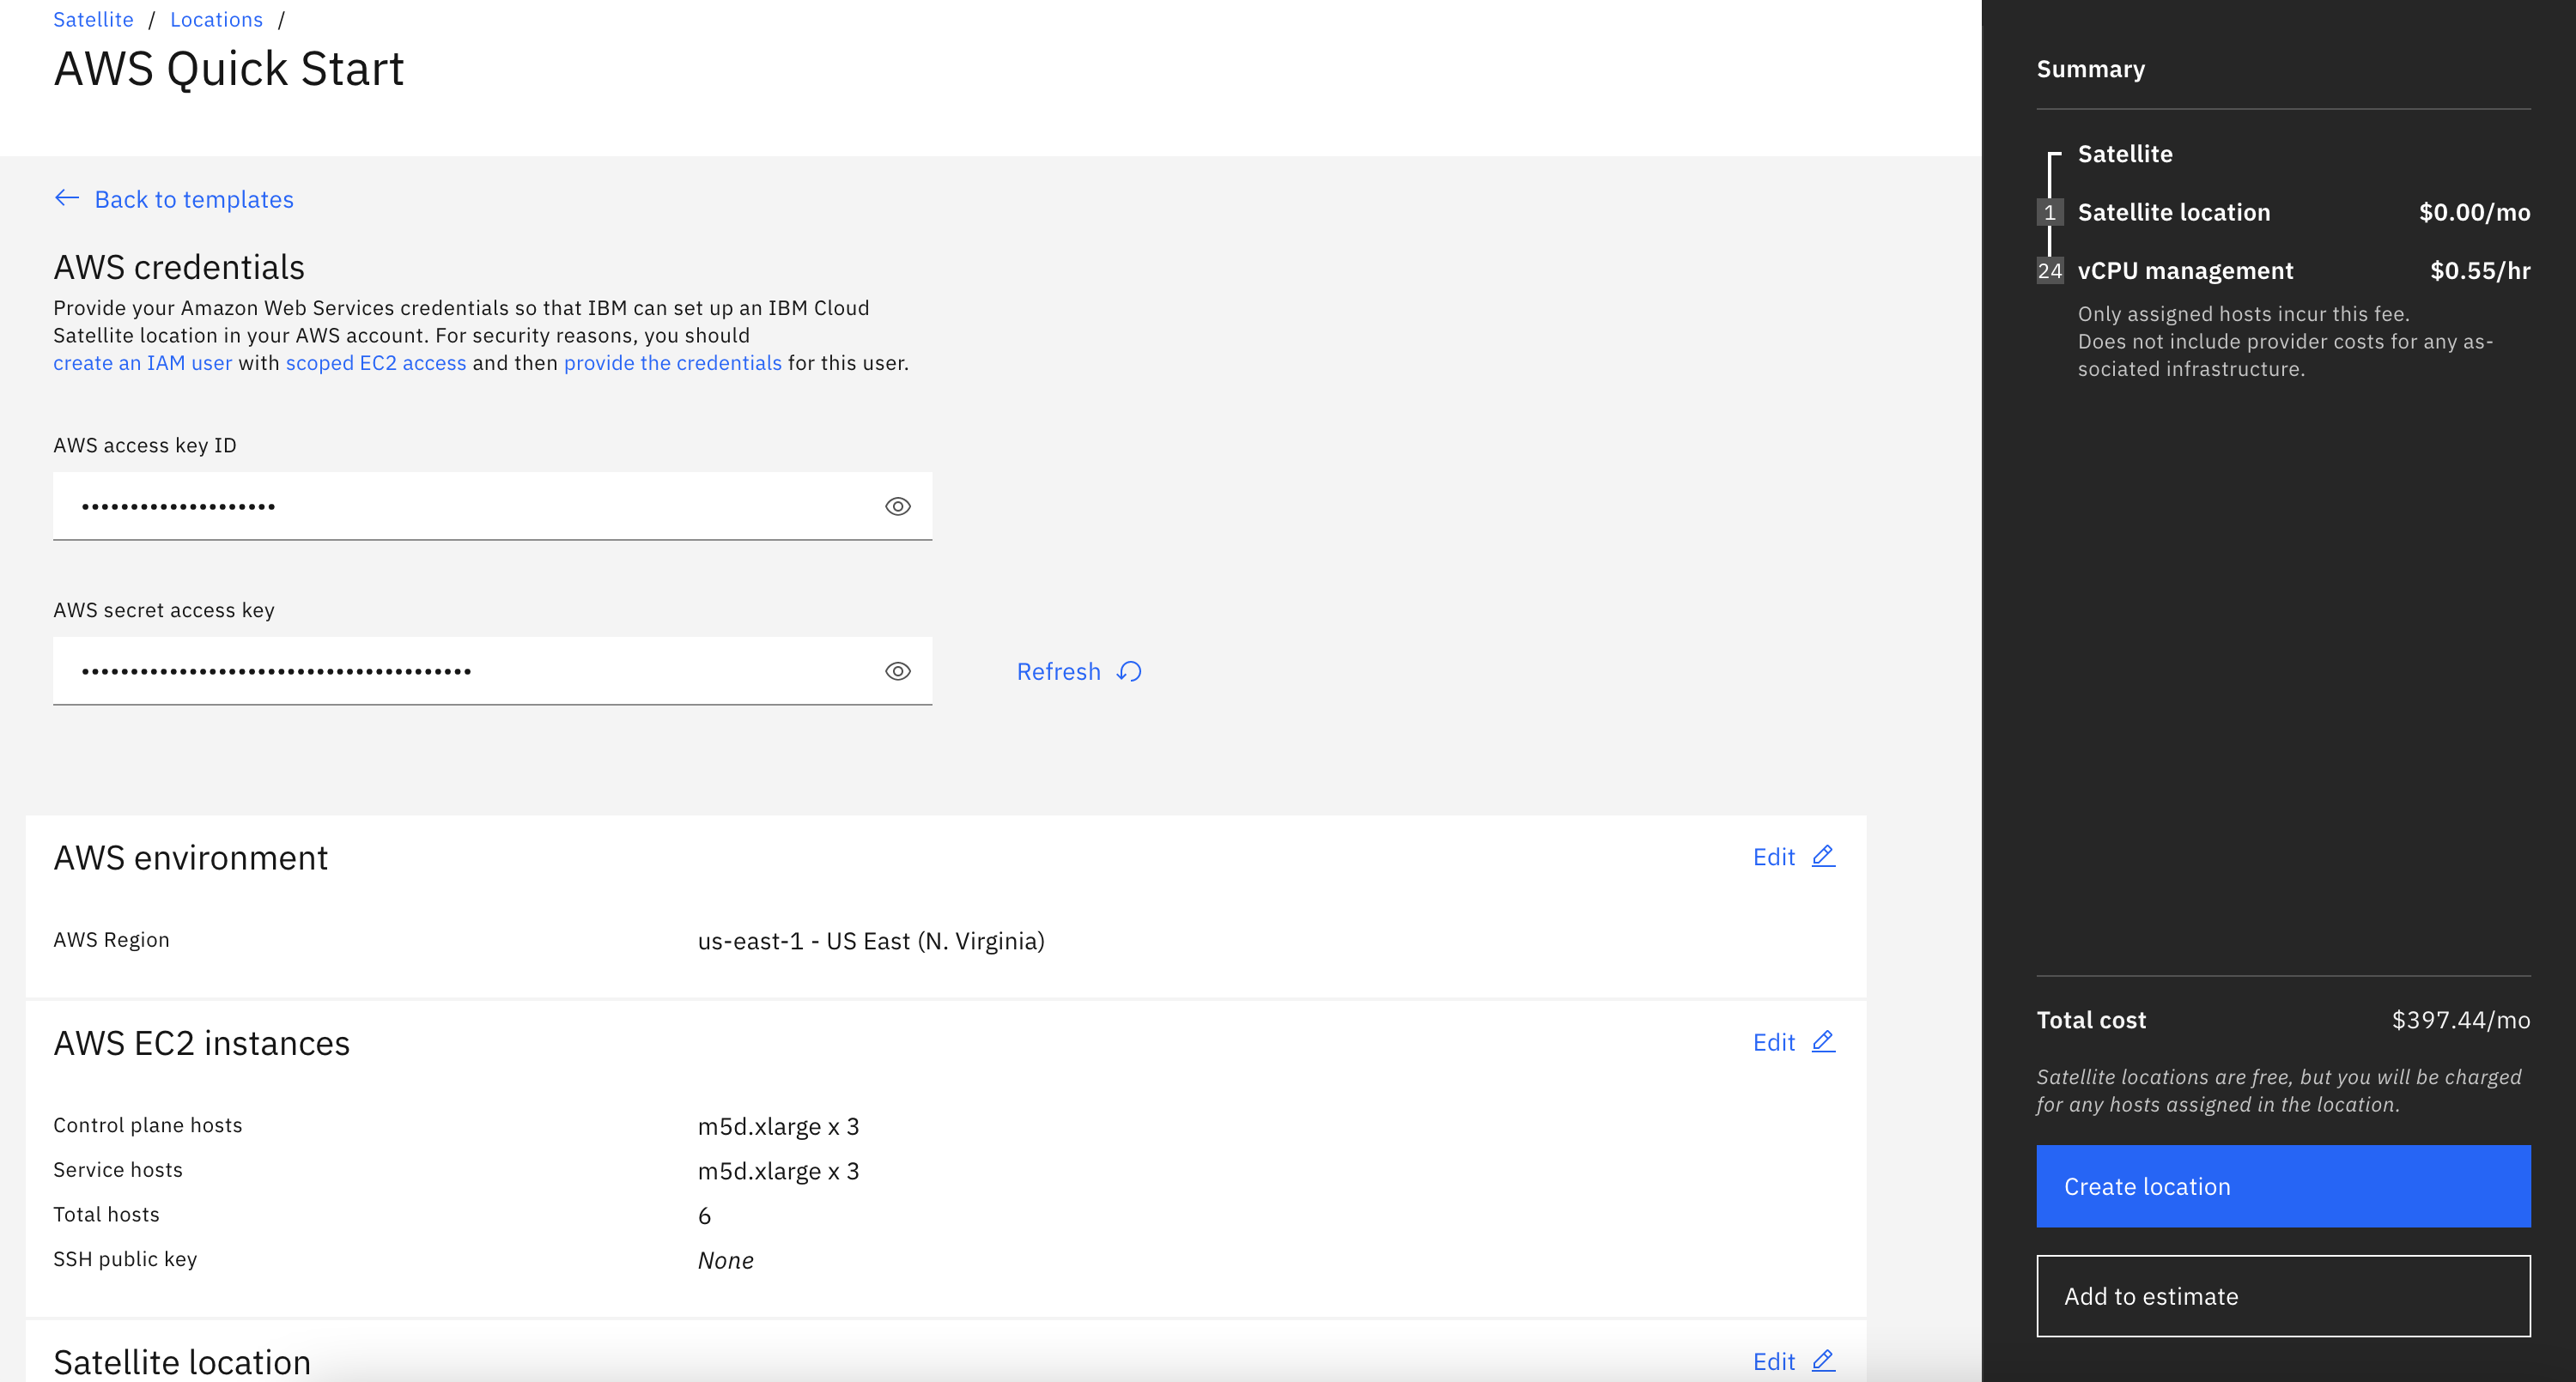 Satellite / Locations /
AWS Quick Start
Back to templates
AWS credentials
Provide your Amazon Web Services credentials so that IBM can set up an IBM Cloud
Satellite location in your AWS account. For security reasons, you should
create an IAM user with scoped EC2 access and then provide the credentials for this user.
AWS access key ID
••••••••••••••••••••
AWS secret access key
••••••••••••••••••••••••••••••••••••••••
Refresh
AWS environment
Edit
AWS Region
us-east-1 - US East (N. Virginia)
AWS EC2 instances
Edit
Control plane hosts
m5d.xlarge x 3
Service hosts
m5d.xlarge x 3
Total hosts
6
SSH public key
None
Satellite location
Edit
Summary
Satellite
1 Satellite location $0.00/mo
24 vCPU management $0.55/hr
Only assigned hosts incur this fee.
Does not include provider costs for any as-
sociated infrastructure.
Total cost $397.44/mo
Satellite locations are free, but you will be charged
for any hosts assigned in the location.
Create location
Add to estimate